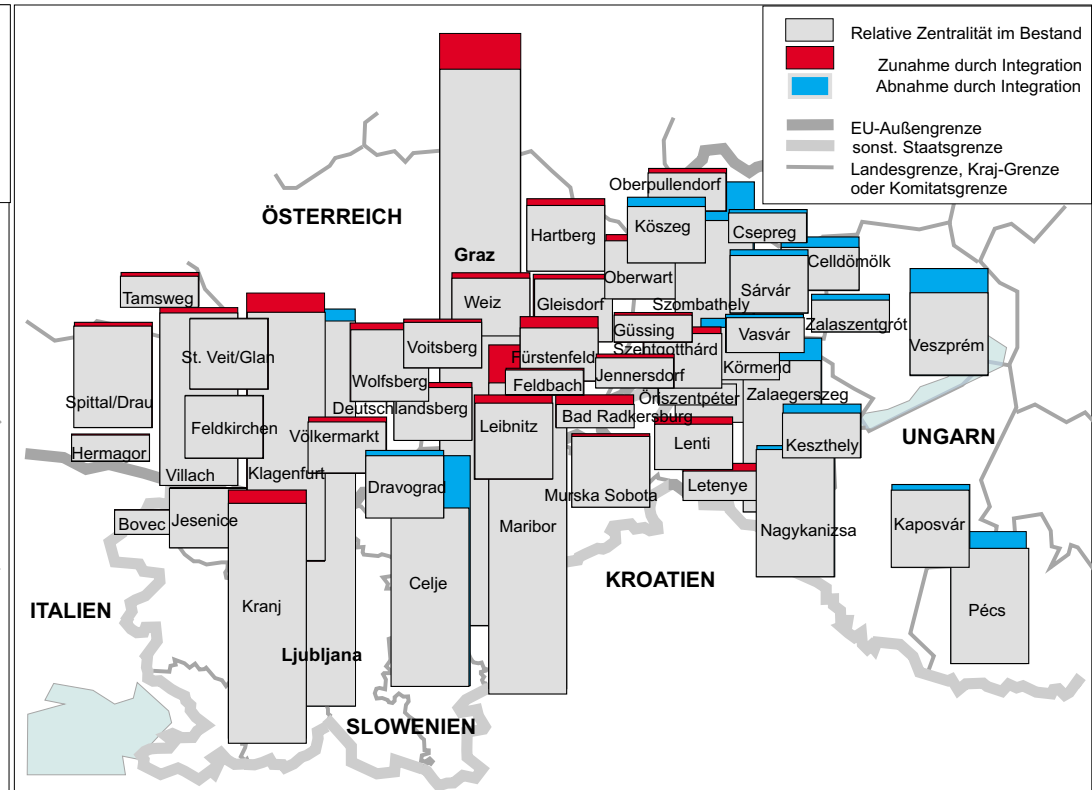 Relative Zentralität im Bestand
Zunahme durch Integration
Abnahme durch Integration
EU-Außengrenze
sonst. Staatsgrenze
Landesgrenze, Kraj-Grenze
oder Komitatsgrenze
Oberpullendorf
ÖSTERREICH
Köszeg
Csepreg
Hartberg
Graz
Celldömölk
Oberwart
Sárvár
Tamsweg
Weiz
Gleisdorf
Szombathely
Zalaszentgrót
Güssing
Vasvár
Veszprém
St. Veit/Glan
Voitsberg
Fürstenfeld
Szentgotthárd
Körmend
Wolfsberg
Feldbach
Jennersdorf
Spittal/Drau
Deutschlandsberg
Öriszentpéter
Zalaegerszeg
Feldkirchen
Völkermarkt
Leibnitz
Bad Radkersburg
Hermagor
Lenti
Keszthely
UNGARN
Villach
Klagenfurt
Dravograd
Murska Sobota
Letenye
Bovec
Jesenice
Maribor
Nagykanizsa
Kaposvár
Celje
KROATIEN
Kranj
ITALIEN
Pécs
Ljubljana
SLOWENIEN